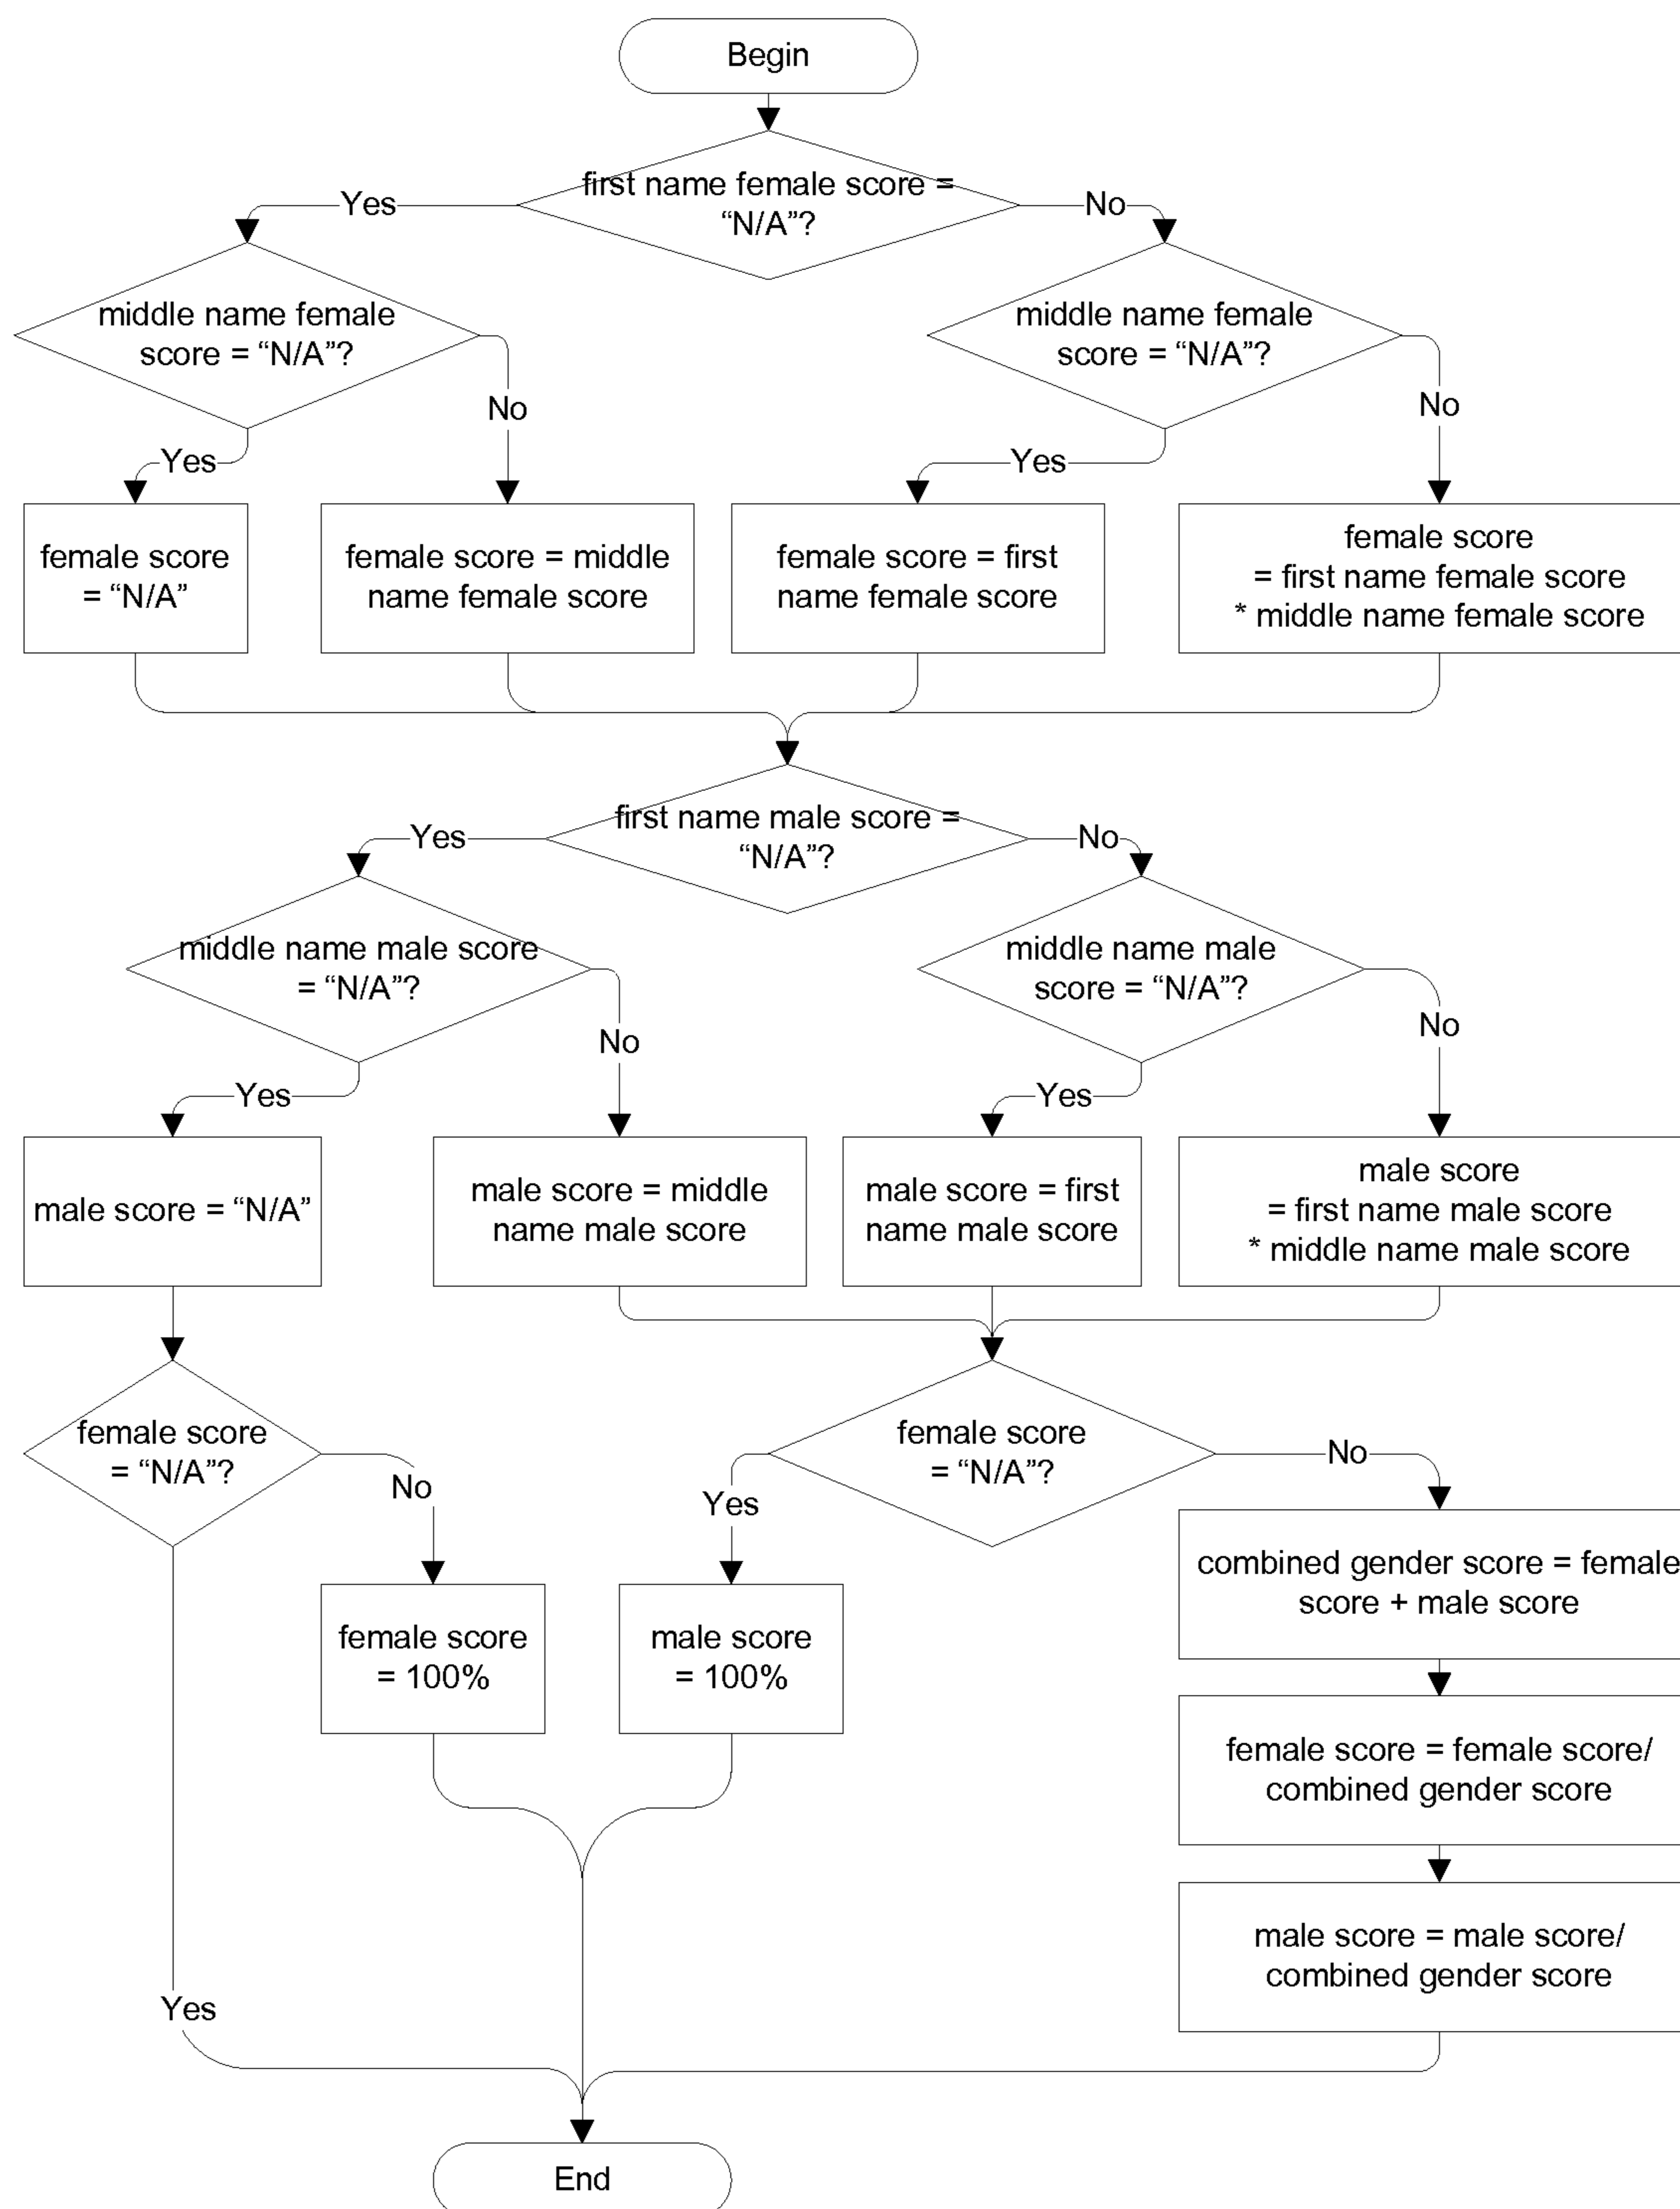 Begin
first name female score =
“N/A”?
Yes
No
middle name female
score = “N/A”?
middle name female
score = “N/A”?
No
No
Yes
Yes
female score
= “N/A”
female score = middle
name female score
female score = first
name female score
female score
= first name female score
* middle name female score
first name male score =
“N/A”?
Yes
No
middle name male score
= “N/A”?
middle name male
score = “N/A”?
No
No
Yes
Yes
male score = “N/A”
male score = middle
name male score
male score = first
name male score
male score
= first name male score
* middle name male score
female score
= “N/A”?
No
female score
= “N/A”?
Yes
No
female score
= 100%
male score
= 100%
combined gender score = female
score + male score
female score = female score/
combined gender score
male score = male score/
combined gender score
Yes
End